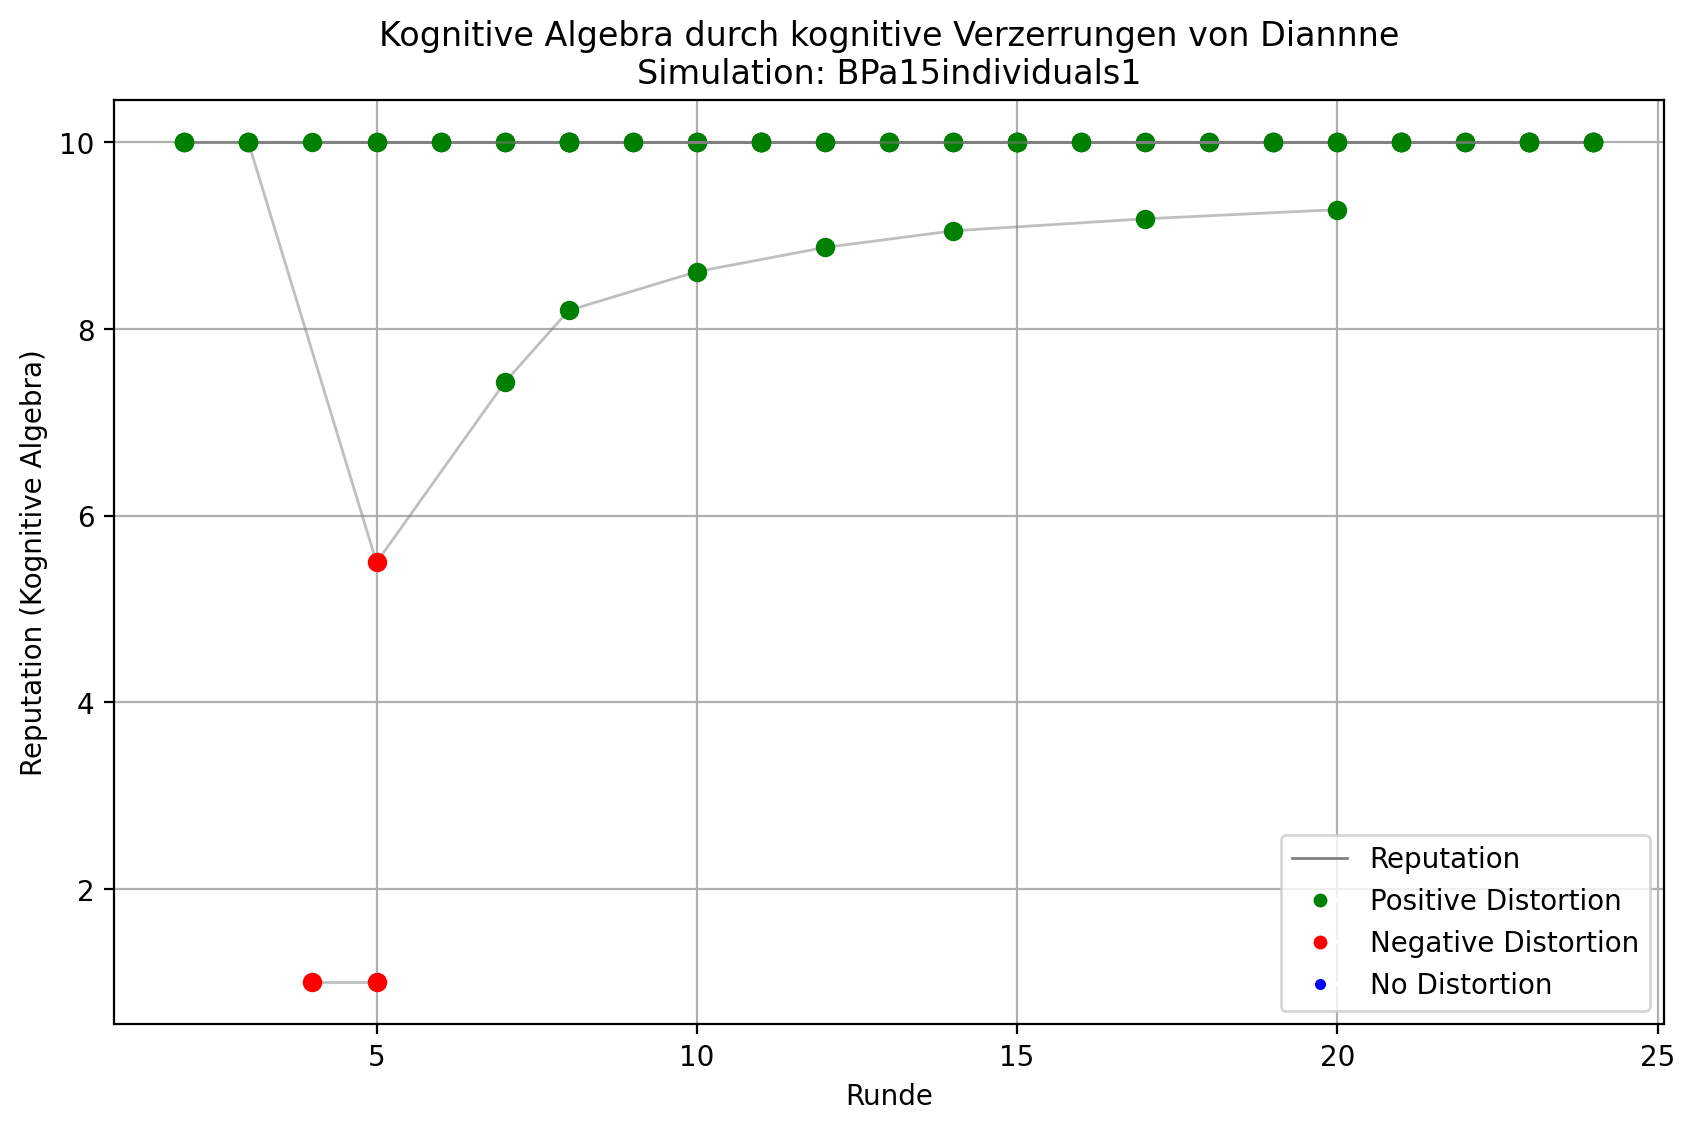 Kognitive Algebra durch kognitive Verzerrungen von Diannne
Simulation: BPa15individuals1
Reputation (Kognitive Algebra)
10
8
6
4
2
5
10
15
20
25
Runde
Reputation
Positive Distortion
Negative Distortion
No Distortion